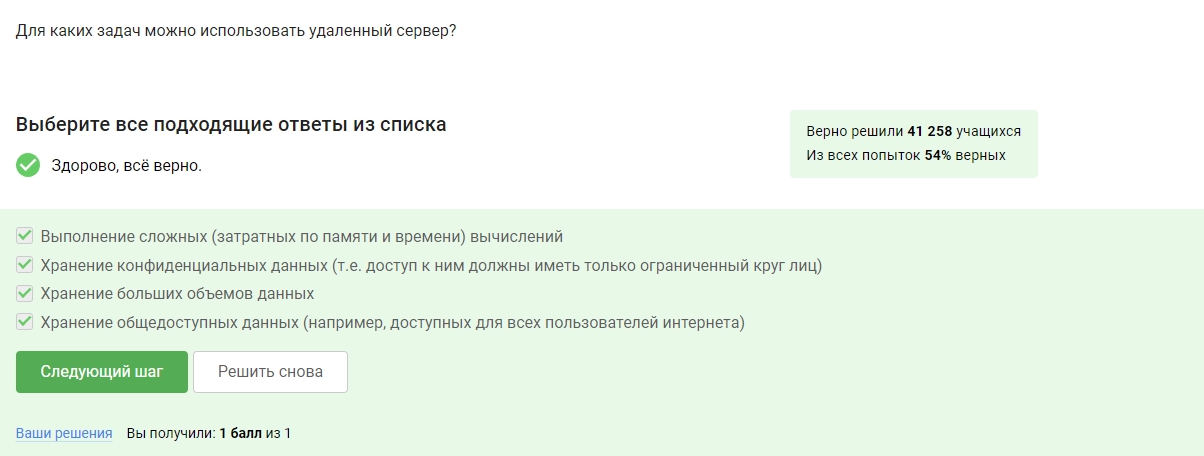 Для каких задач можно использовать удаленный сервер?
Выберите все подходящие ответы из списка
Здорово, всё верно.
Верно решили 41 258 учащихся
Из всех попыток 54% верных
Выполнение сложных (затратных по памяти и времени) вычислений
Хранение конфиденциальных данных (т.е. доступ к ним должны иметь только ограниченный круг лиц)
Хранение больших объемов данных
Хранение общедоступных данных (например, доступных для всех пользователей интернета)
Следующий шаг Решить снова
Ваши решения Вы получили: 1 балл из 1